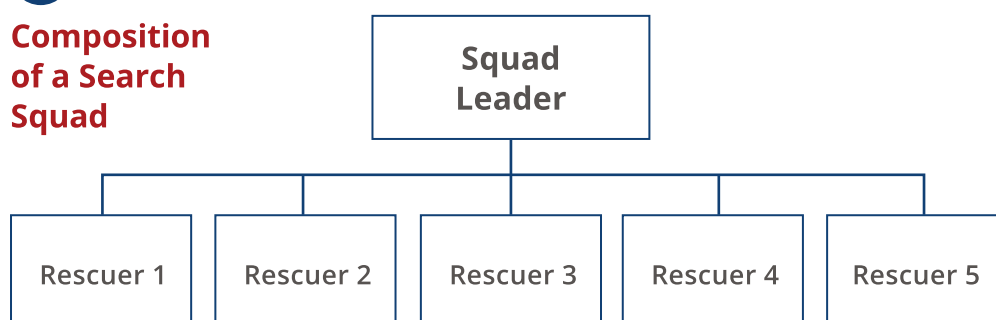 Composition
of a Search
Squad
Squad
Leader
Rescuer 1
Rescuer 2
Rescuer 3
Rescuer 4
Rescuer 5